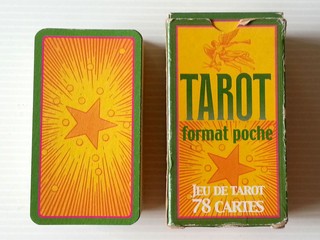 TAROT
format poche
JEU DE TAROT
78 CARTES